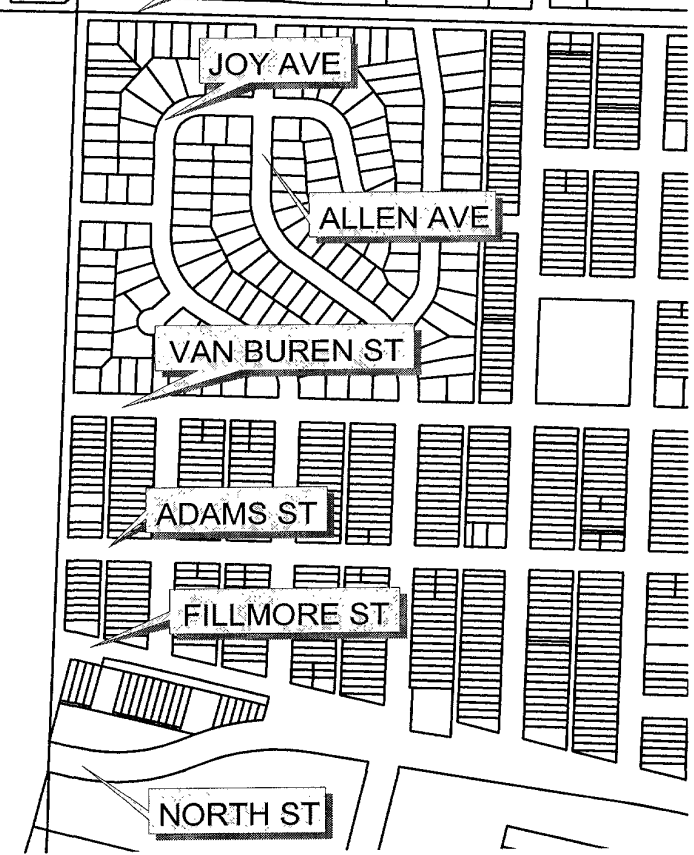 JOY AVE
ALLEN AVE
VAN BUREN ST
ADAMS ST
FILLMORE ST
NORTH ST